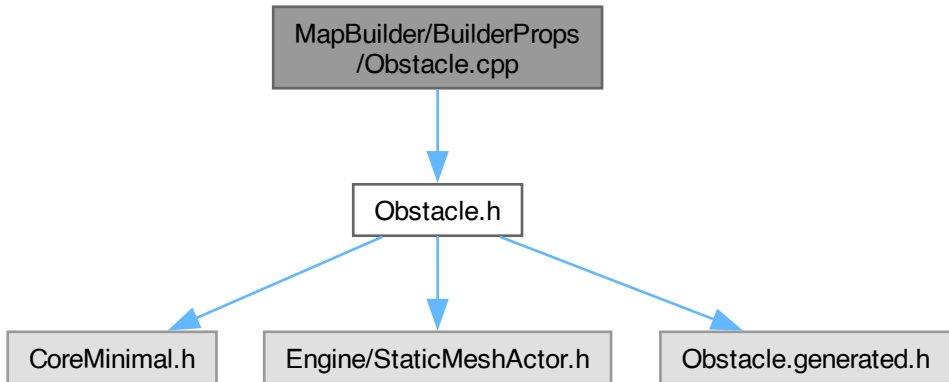 MapBuilder/BuilderProps
/Obstacle.cpp
Obstacle.h
CoreMinimal.h
Engine/StaticMeshActor.h
Obstacle.generated.h